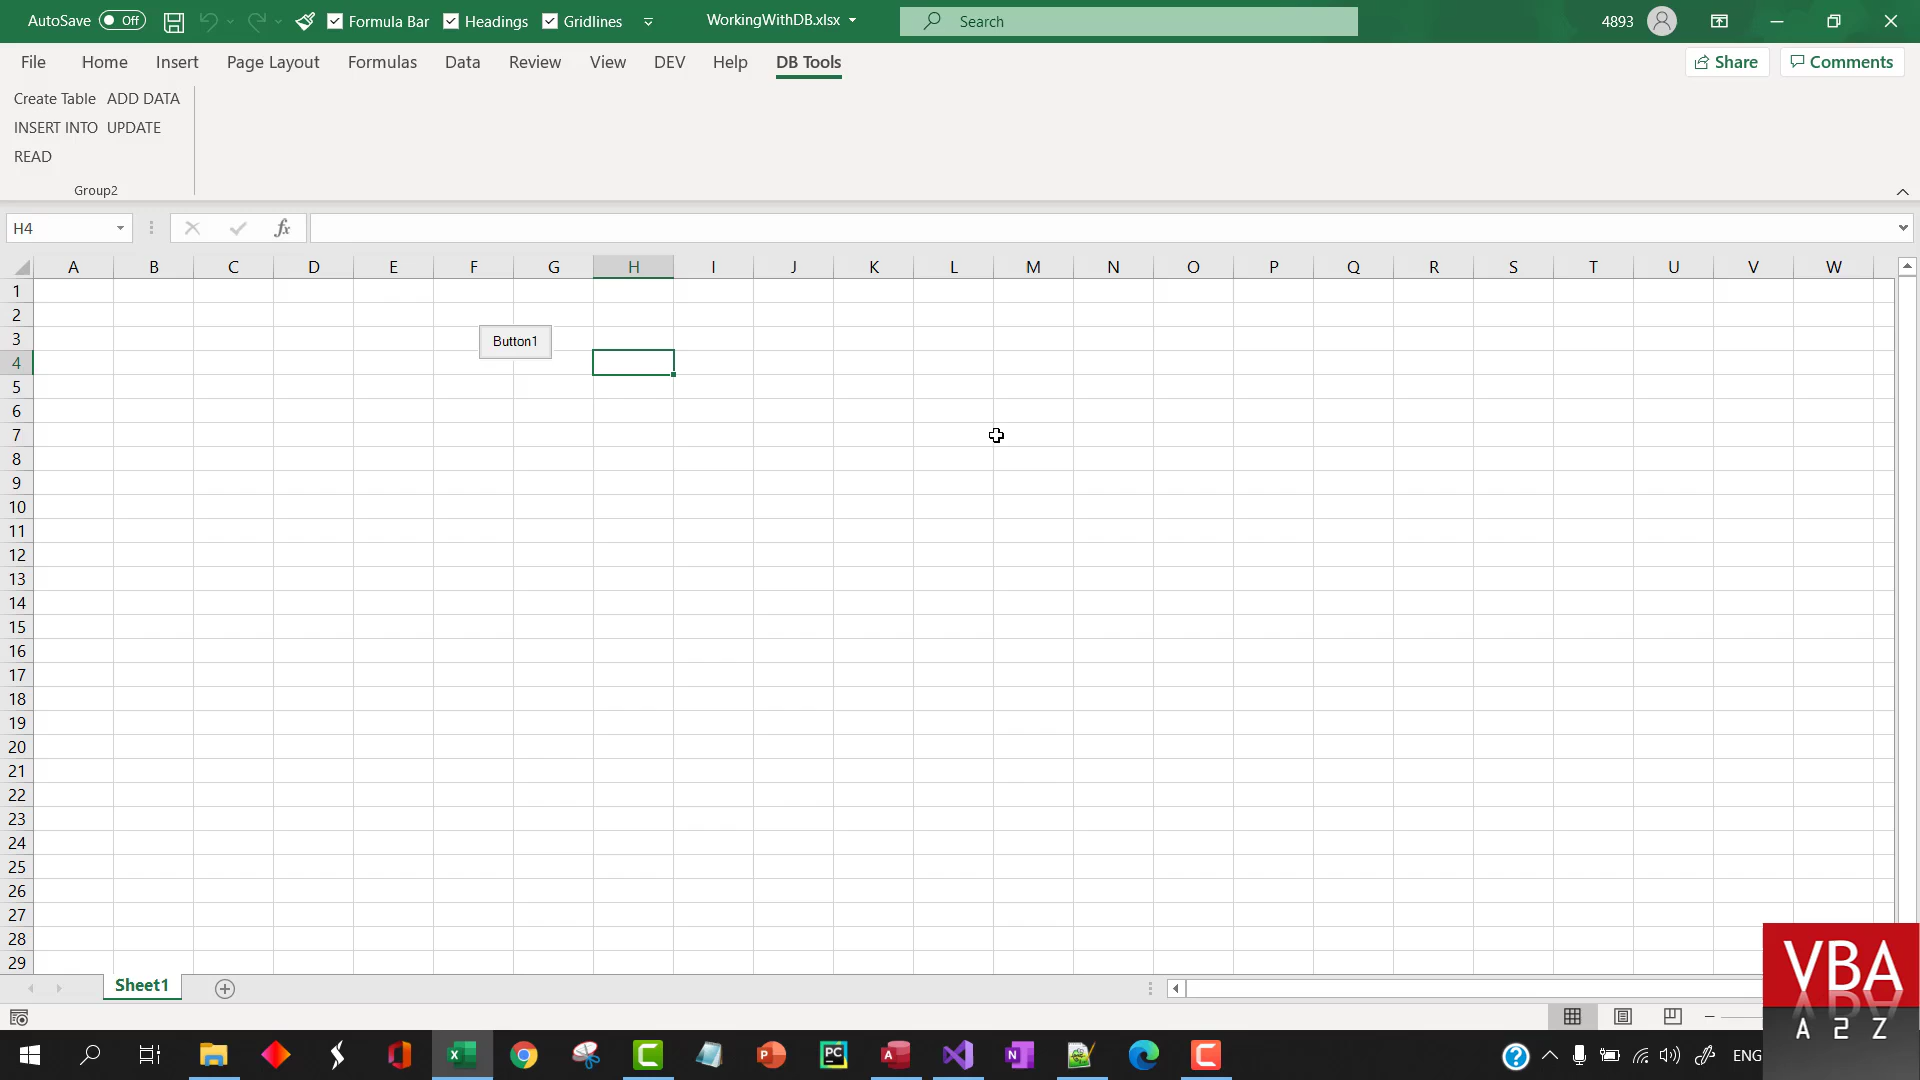 AutoSave Off Formula Bar Headings Gridlines WorkingWithDB.xlsx Search 4893
File Home Insert Page Layout Formulas Data Review View DEV Help DB Tools Share Comments
Create Table ADD DATA
INSERT INTO UPDATE
READ
Group2
H4 fx
A B C D E F G H I J K L M N O P Q R S T U V W
1
2
3 Button1
4
5
6
7
8
9
10
11
12
13
14
15
16
17
18
19
20
21
22
23
24
25
26
27
28
29
Sheet1
VBA
A 2 Z
ENG